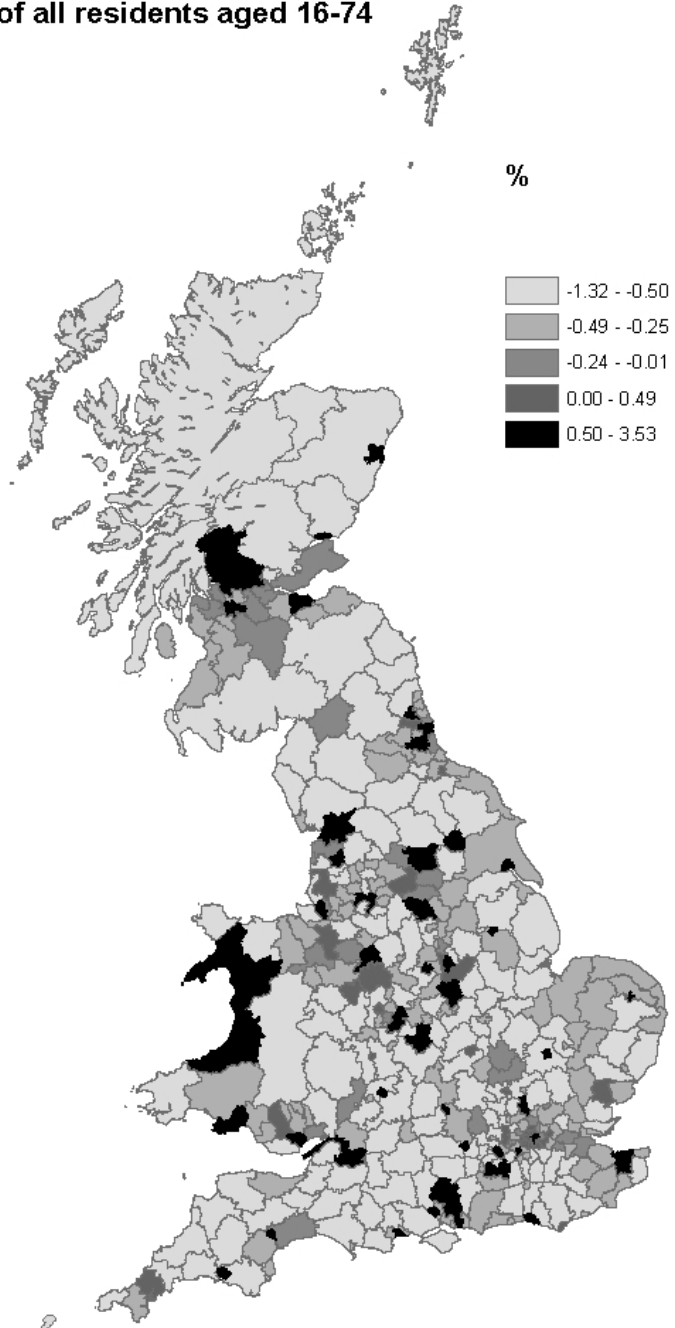 of all residents aged 16-74
%
-1.32 - -0.50
-0.49 - -0.25
-0.24 - -0.01
0.00 - 0.49
0.50 - 3.53